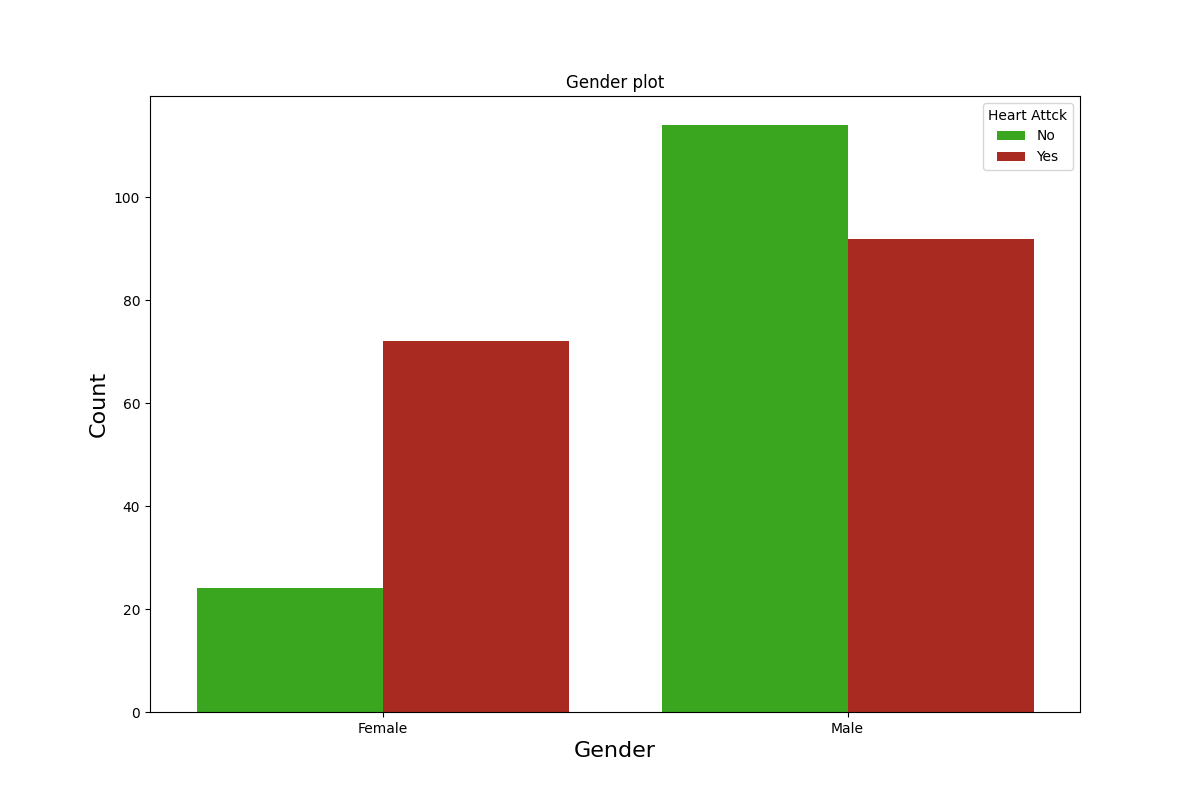 Gender plot
Heart Attck
No
Yes
100
80
60
40
20
0
Count
Female
Male
Gender